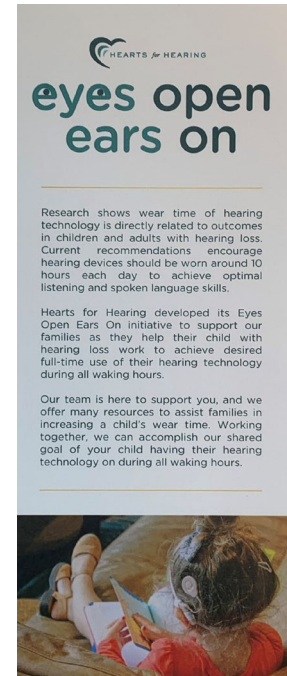 HEARTS for HEARING
eyes open
ears on
Research shows wear time of hearing
technology is directly related to outcomes
in children and adults with hearing loss.
Current recommendations encourage
hearing devices should be worn around 10
hours each day to achieve optimal
listening and spoken language skills.
Hearts for Hearing developed its Eyes
Open Ears On initiative to support our
families as they help their child with
hearing loss work to achieve desired
full-time use of their hearing technology
during all waking hours.
Our team is here to support you, and we
offer many resources to assist families in
increasing a child's wear time. Working
together, we can accomplish our shared
goal of your child having their hearing
technology on during all waking hours.